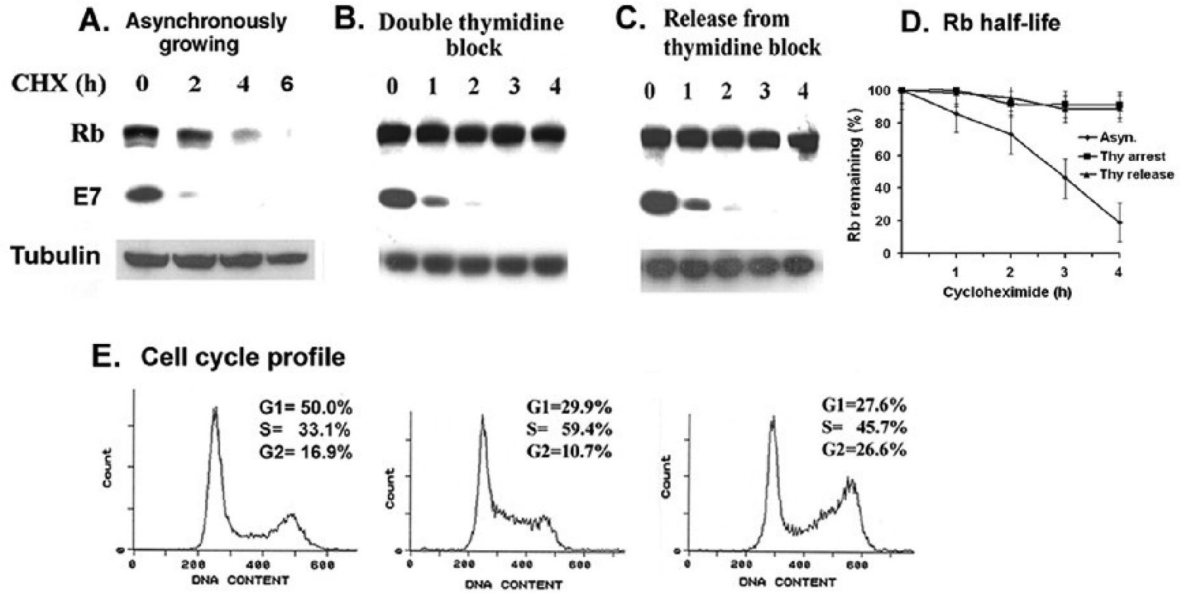 A. Asynchronously
growing
CHX (h) 0 2 4 6
Rb
E7
Tubulin
B. Double thymidine
block
0 1 2 3 4
C. Release from
thymidine block
0 1 2 3 4
D. Rb half-life
Rb remaining (%)
100
80
60
40
20
0
Asyn.
Thy arrest
Thy release
1 2 3 4
Cycloheximide (h)
E. Cell cycle profile
G1= 50.0%
S= 33.1%
G2= 16.9%
Count
0
0 200 400 600
DNA CONTENT
G1=29.9%
S= 59.4%
G2=10.7%
Count
0
0 200 400 600
DNA CONTENT
G1=27.6%
S= 45.7%
G2=26.6%
Count
0
0 200 400 600
DNA CONTENT